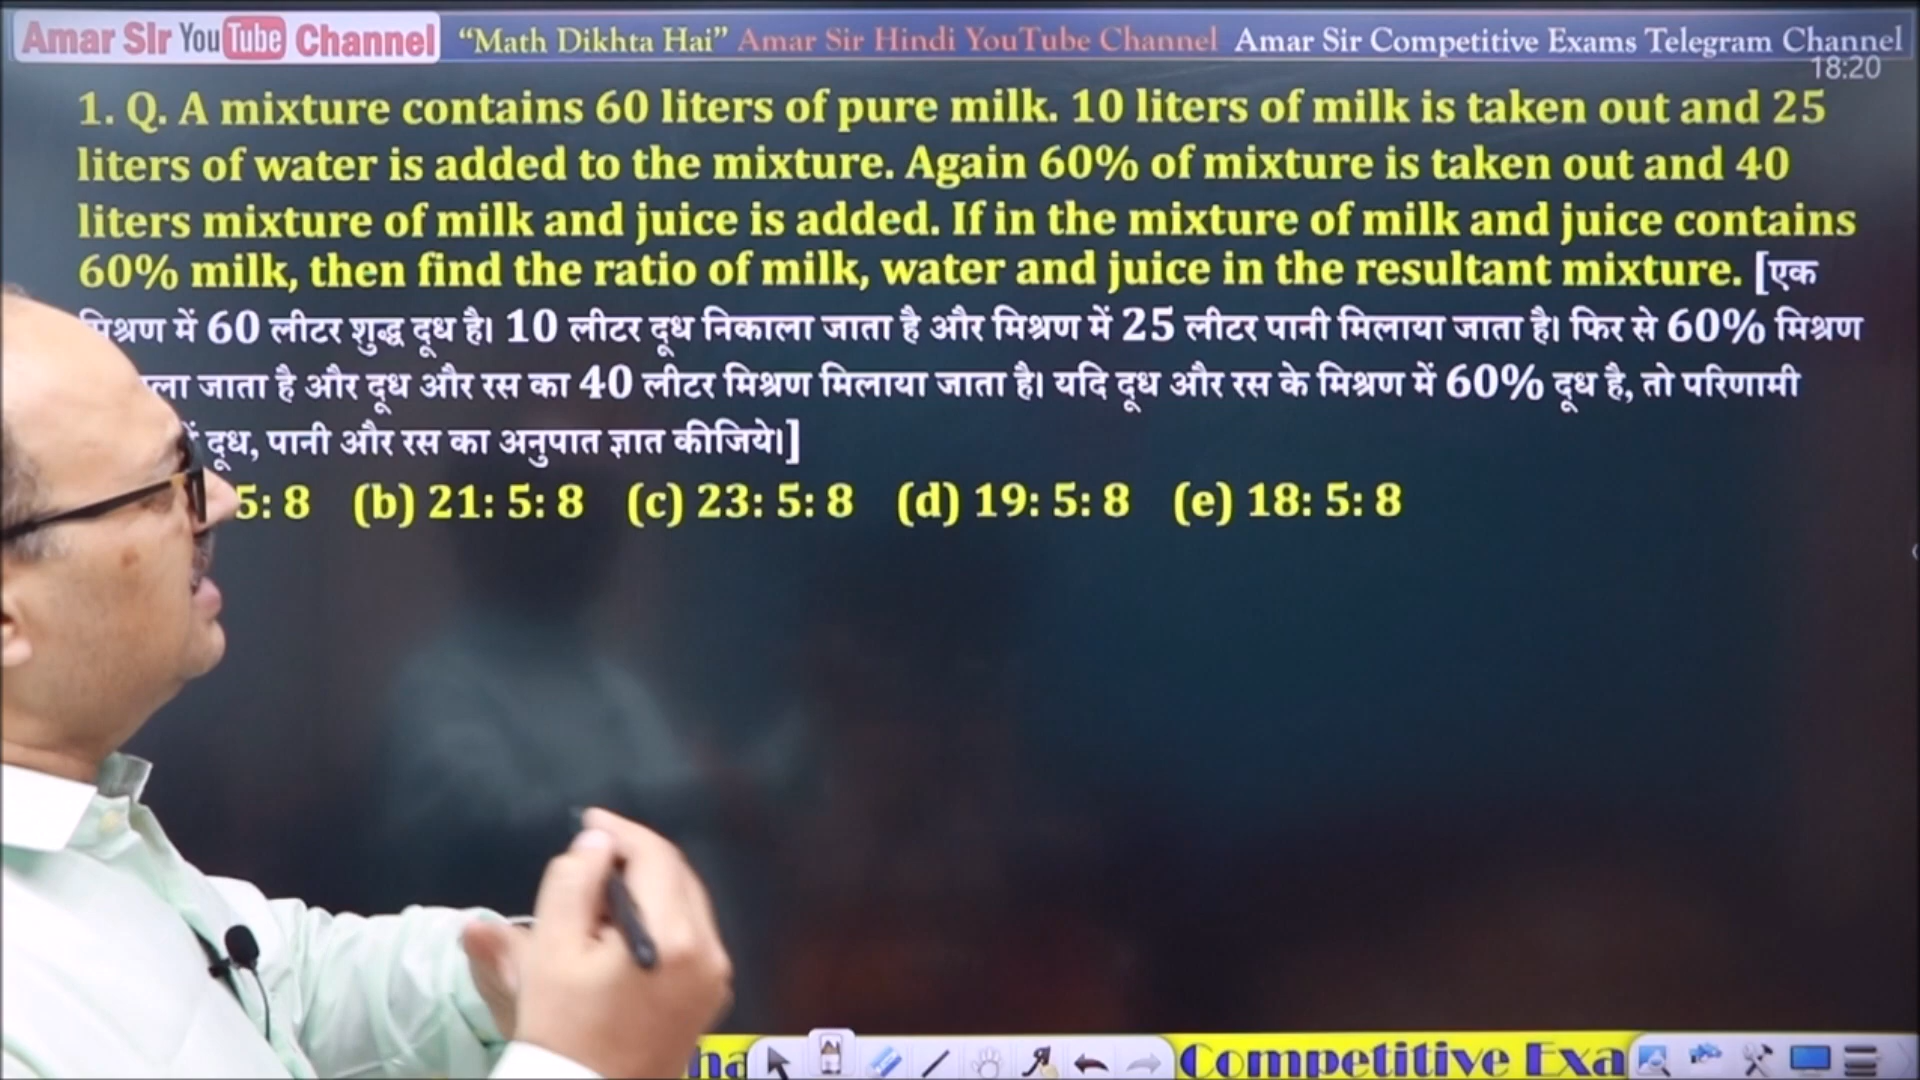 Amar Sir YouTube Channel "Math Dikhta Hai" Amar Sir Hindi YouTube Channel Amar Sir Competitive Exams Telegram Channel
18:20
1. Q. A mixture contains 60 liters of pure milk. 10 liters of milk is taken out and 25
liters of water is added to the mixture. Again 60% of mixture is taken out and 40
liters mixture of milk and juice is added. If in the mixture of milk and juice contains
60% milk, then find the ratio of milk, water and juice in the resultant mixture. [एक
मिश्रण में 60 लीटर शुद्ध दूध है। 10 लीटर दूध निकाला जाता है और मिश्रण में 25 लीटर पानी मिलाया जाता है। फिर से 60% मिश्रण
जाता है और दूध और रस का 40 लीटर मिश्रण मिलाया जाता है। यदि दूध और रस के मिश्रण में 60% दूध है, तो परिणामी
दूध, पानी और रस का अनुपात ज्ञात कीजिये।]
5: 8 (b) 21: 5: 8 (c) 23: 5: 8 (d) 19: 5: 8 (e) 18: 5: 8
Competitive Exa